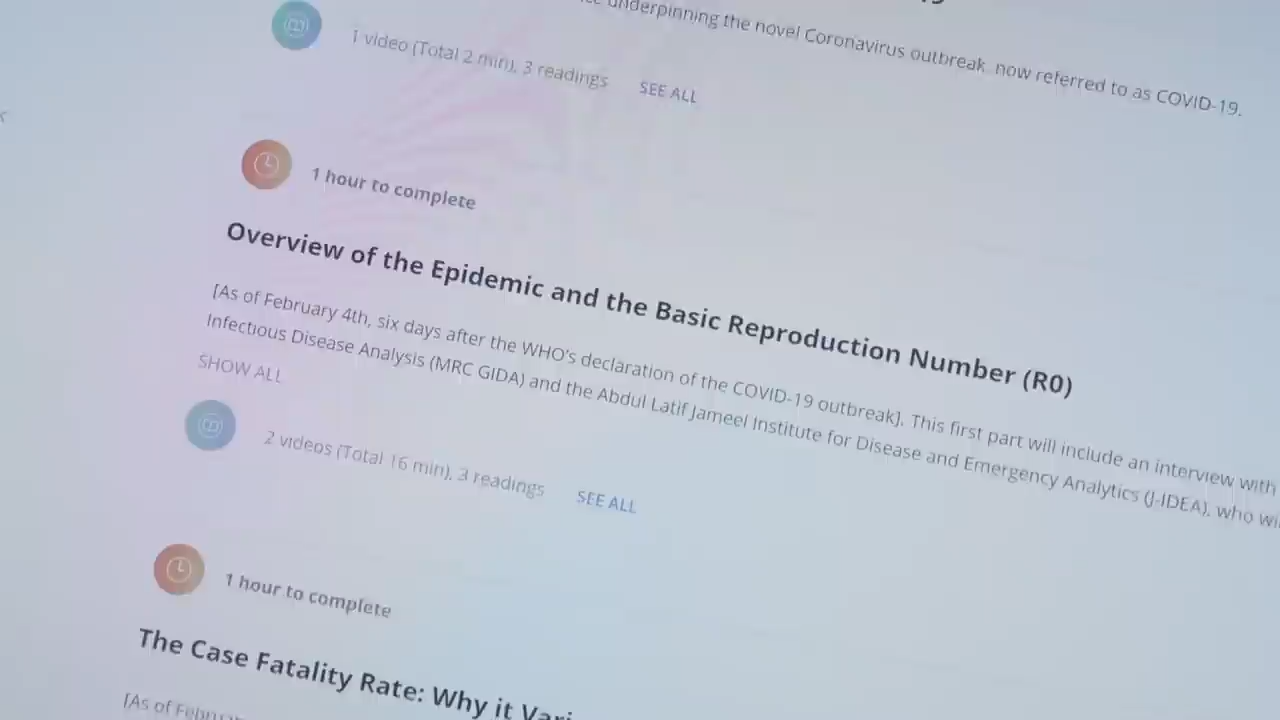 underpinning the novel Coronavirus outbreak now referred to as COVID-19.
1 video (Total 2 min), 3 readings SEE ALL
1 hour to complete
Overview of the Epidemic and the Basic Reproduction Number (R0)
[As of February 4th, six days after the WHO's declaration of the COVID-19 outbreak]. This first part will include an interview with
Infectious Disease Analysis (MRC GIDA) and the Abdul Latif Jameel Institute for Disease and Emergency Analytics (J-IDEA), who
SHOW ALL
2 videos (Total 16 min), 3 readings SEE ALL
1 hour to complete
The Case Fatality Rate: Why it
[As of